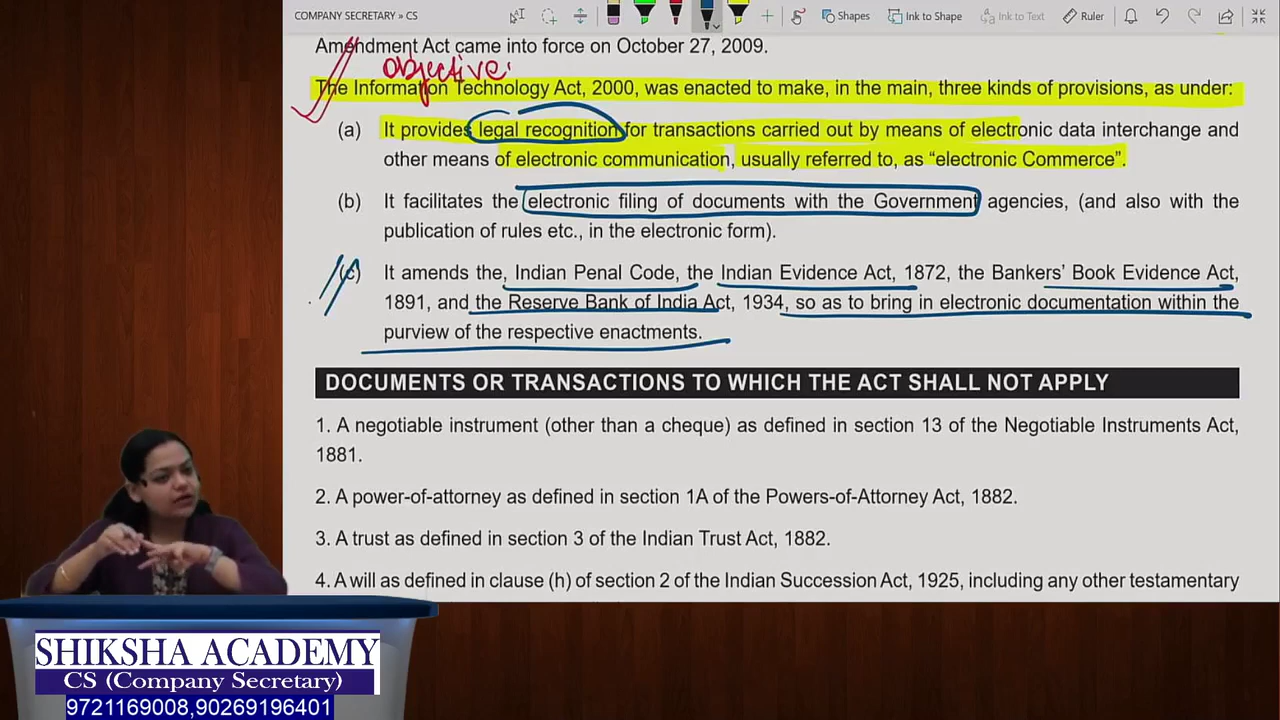 COMPANY SECRETARY » CS
Shapes
Ink to Shape
Ink to Text
Ruler
Amendment Act came into force on October 27, 2009.
objective:
The Information Technology Act, 2000, was enacted to make, in the main, three kinds of provisions, as under:
(a) It provides legal recognition for transactions carried out by means of electronic data interchange and
other means of electronic communication, usually referred to, as “electronic Commerce”.
(b) It facilitates the electronic filing of documents with the Government agencies, (and also with the
publication of rules etc., in the electronic form).
(c) It amends the, Indian Penal Code, the Indian Evidence Act, 1872, the Bankers’ Book Evidence Act,
1891, and the Reserve Bank of India Act, 1934, so as to bring in electronic documentation within the
purview of the respective enactments.
DOCUMENTS OR TRANSACTIONS TO WHICH THE ACT SHALL NOT APPLY
1. A negotiable instrument (other than a cheque) as defined in section 13 of the Negotiable Instruments Act,
1881.
2. A power-of-attorney as defined in section 1A of the Powers-of-Attorney Act, 1882.
3. A trust as defined in section 3 of the Indian Trust Act, 1882.
4. A will as defined in clause (h) of section 2 of the Indian Succession Act, 1925, including any other testamentary
SHIKSHA ACADEMY
CS (Company Secretary)
9721169008,90269196401